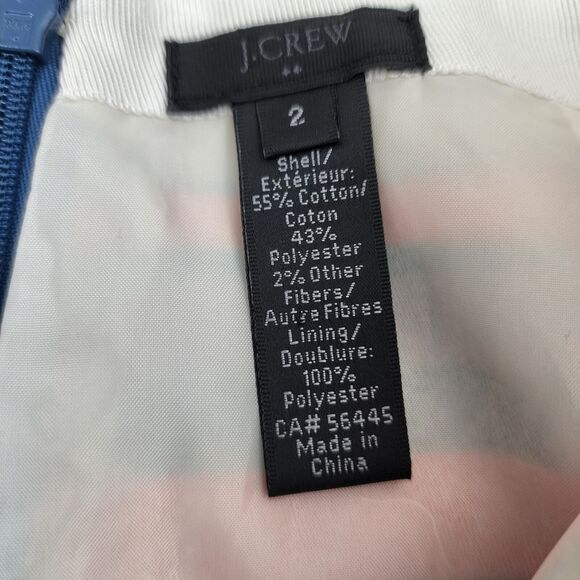 J.CREW
2
Shell/
Extérieur:
55% Cotton/
Coton
43%
Polyester
2% Other
Fibers/
Autre Fibres
Lining/
Doublure:
100%
Polyester
CA# 56445
Made in
China